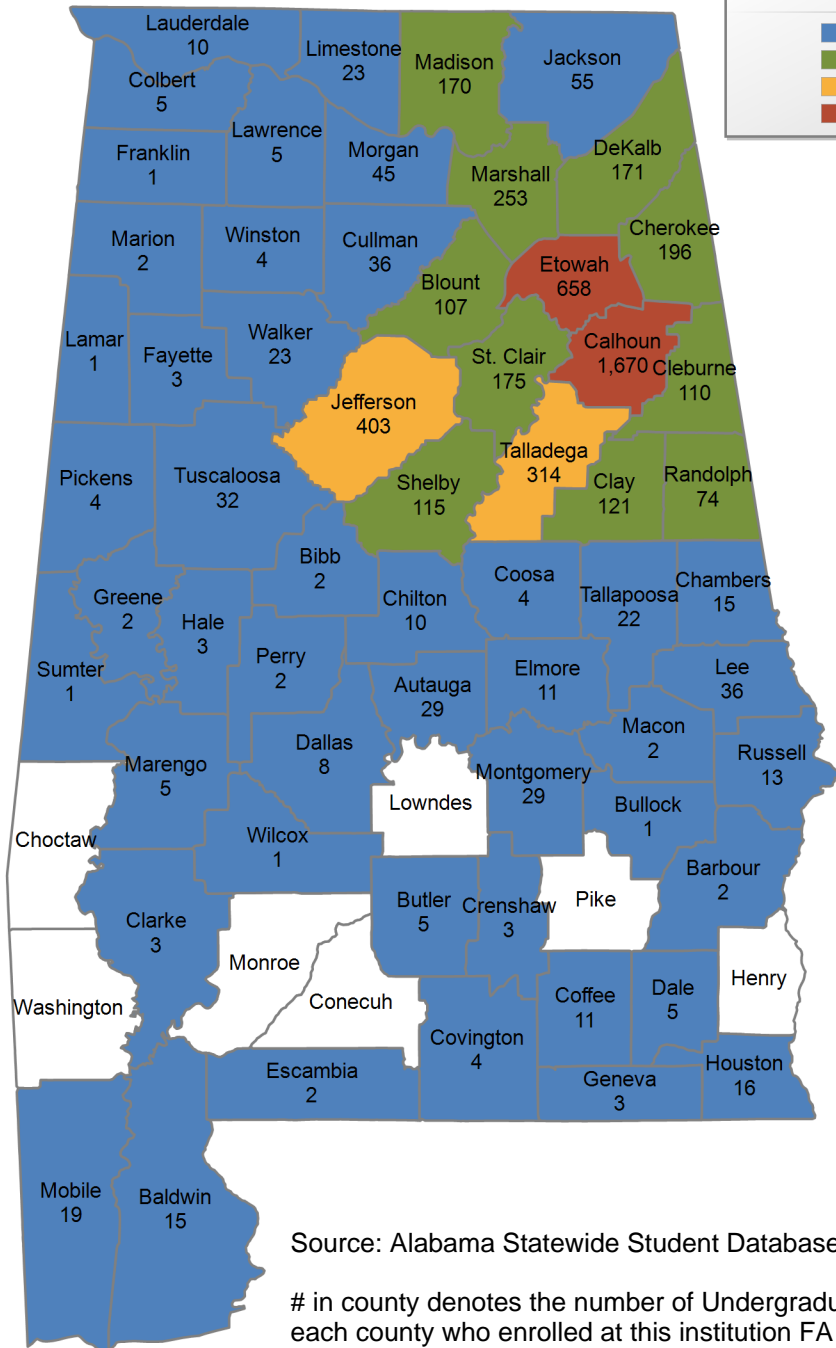 Lauderdale
10
Limestone
23
Madison
170
Jackson
55
Colbert
5
Lawrence
5
Franklin
1
Morgan
45
Marshall
253
DeKalb
171
Cherokee
196
Marion
2
Winston
4
Cullman
36
Etowah
658
Blount
107
Lamar
1
Fayette
3
Walker
23
St. Clair
175
Calhoun
1,670
Cleburne
110
Jefferson
403
Talladega
314
Pickens
4
Tuscaloosa
32
Shelby
115
Clay
121
Randolph
74
Bibb
2
Greene
2
Hale
3
Chilton
10
Coosa
4
Tallapoosa
22
Chambers
15
Sumter
1
Perry
2
Autauga
29
Elmore
11
Lee
36
Macon
2
Russell
13
Marengo
5
Dallas
8
Lowndes
Montgomery
29
Bullock
1
Choctaw
Wilcox
1
Barbour
2
Clarke
3
Butler
5
Crenshaw
3
Pike
Monroe
Washington
Conecuh
Coffee
11
Dale
5
Henry
Covington
4
Escambia
2
Geneva
3
Houston
16
Mobile
19
Baldwin
15
Source: Alabama Statewide Student Database
# in county denotes the number of Undergradu
each county who enrolled at this institution FA